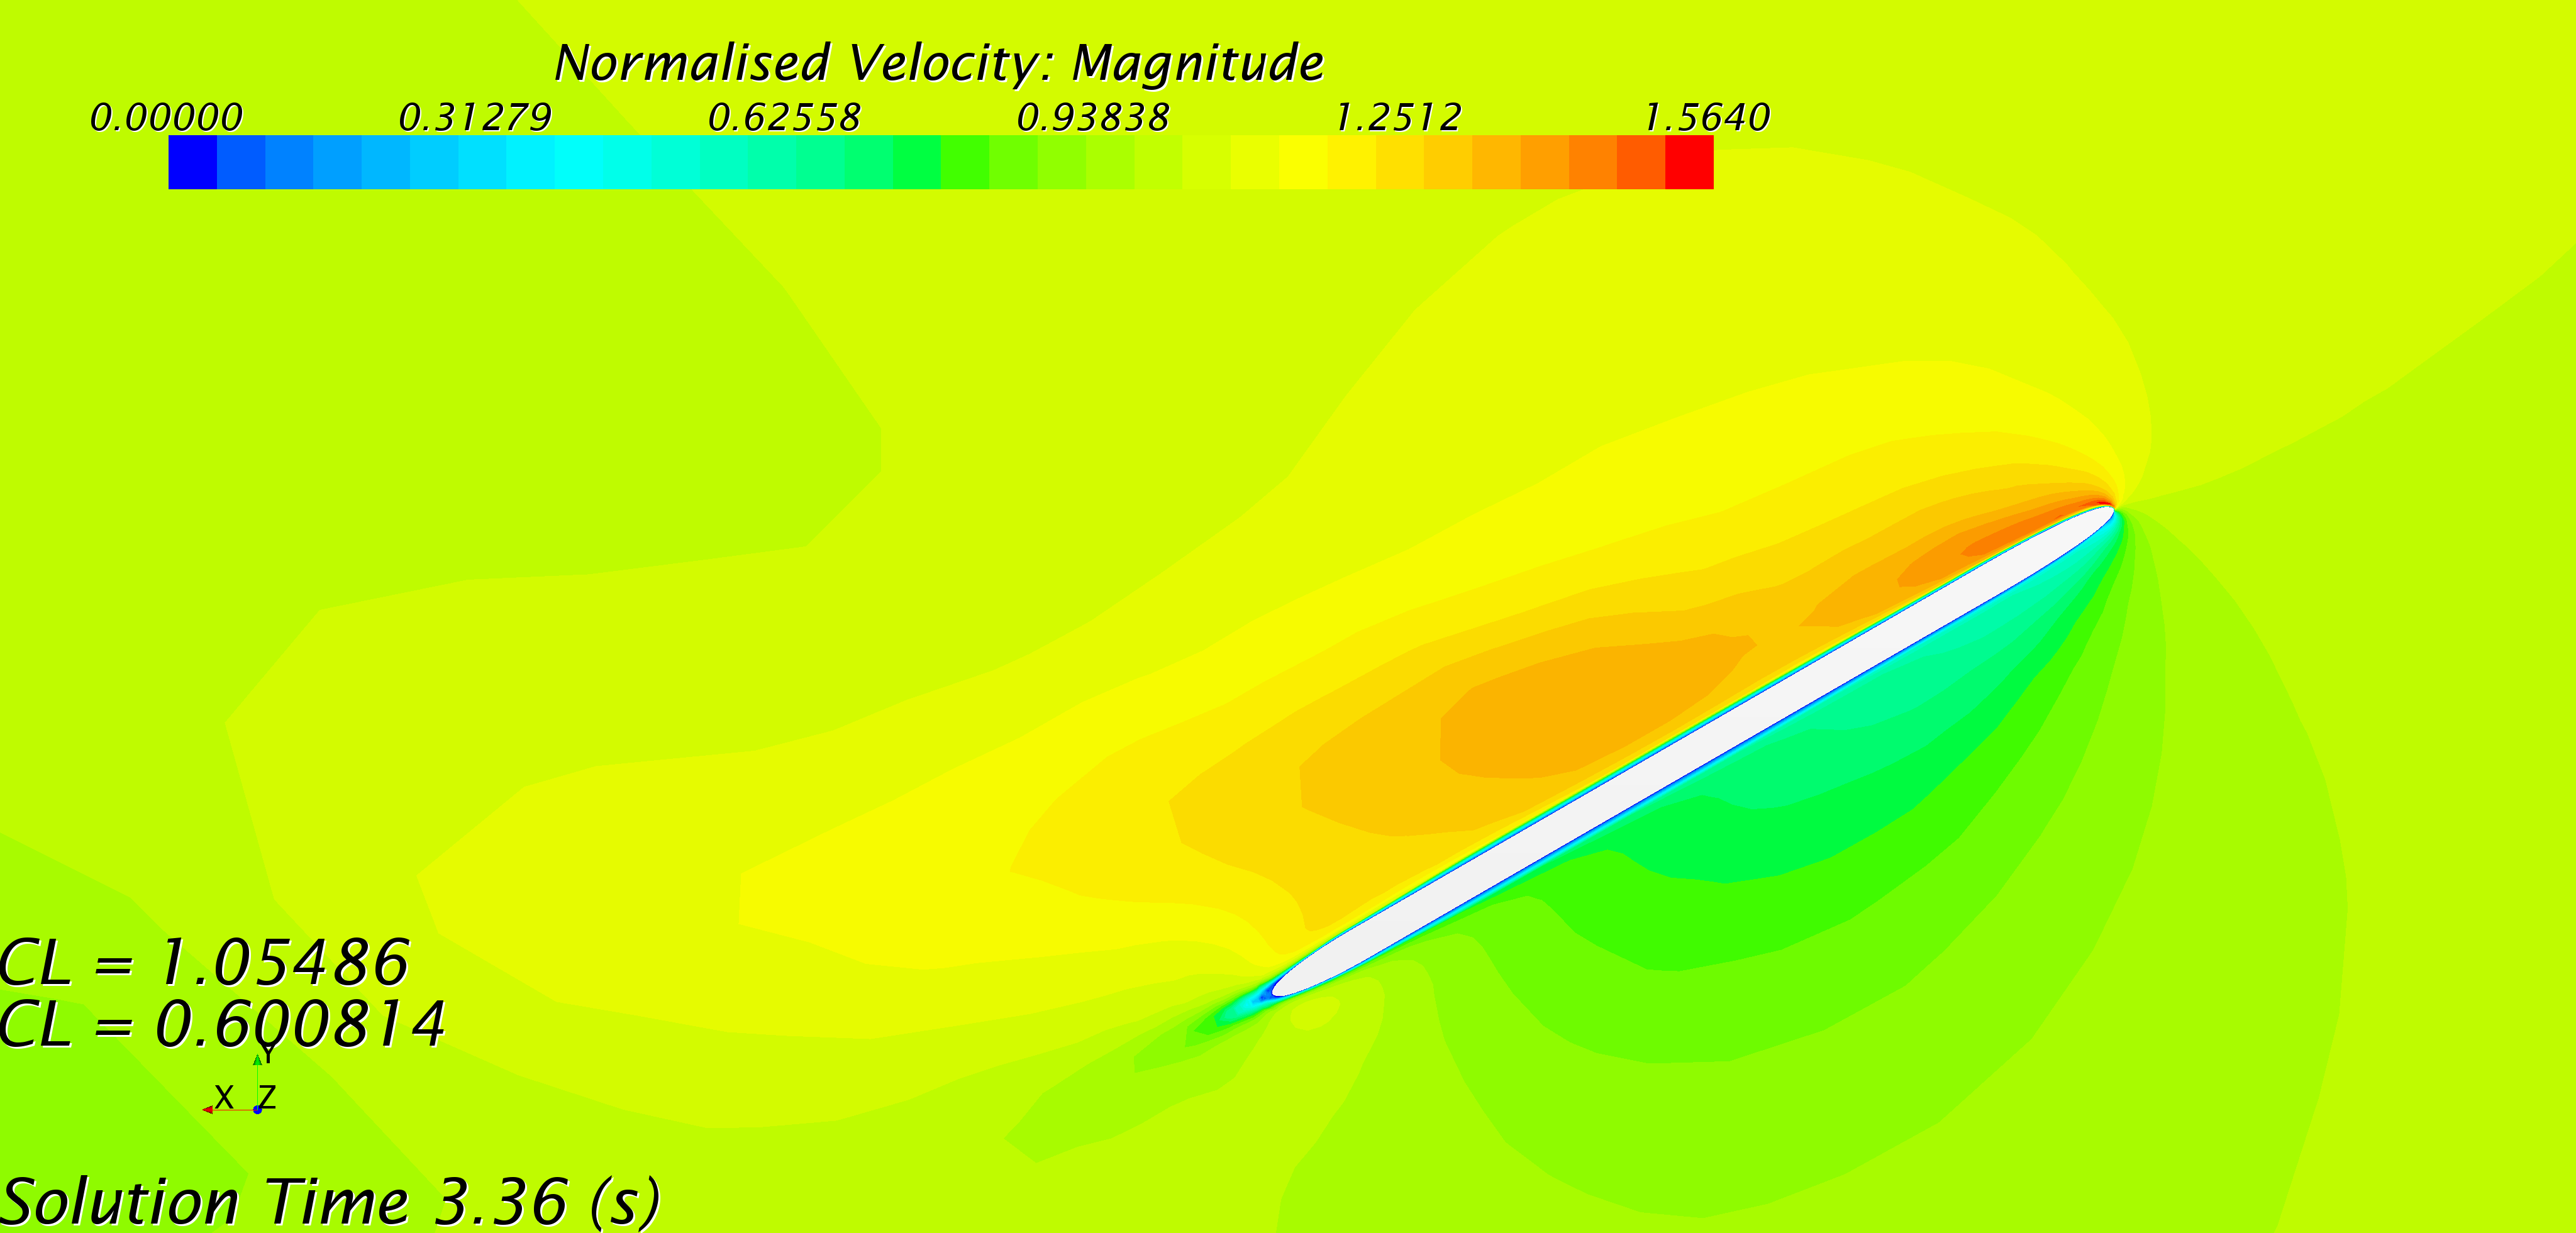 Normalised Velocity: Magnitude
0.00000 0.31279 0.62558 0.93838 1.2512 1.5640
CL = 1.05486
CL = 0.600814
Y
X Z
Solution Time 3.36 (s)